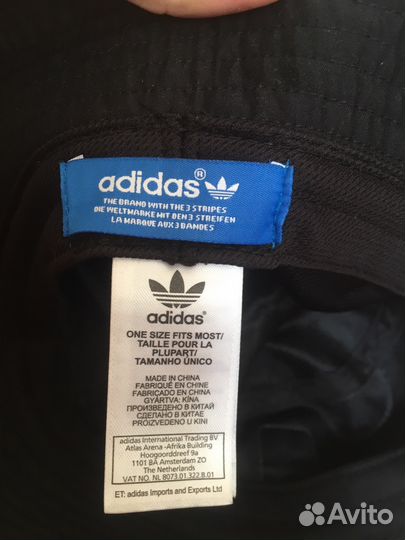 adidas®
THE BRAND WITH THE 3 STRIPES
DIE WELTMARKE MIT DEN 3 STREIFEN
LA MARQUE AUX 3 BANDES
adidas
ONE SIZE FITS MOST/
TAILLE POUR LA
PLUPART/
TAMANHO ÚNICO
MADE IN CHINA
FABRIQUÉ EN CHINE
FABRICADO EN CHINA
GYÁRTVA: KÍNA
ПРОИЗВЕДЕНО В КИТАЙ
СДЕЛАНО В КИТАЕ
PROIZVEDENO U KINI
adidas International Trading BV
Atlas Arena -Afrika Building
Hoogoorddreef 9a
1101 BA Amsterdam ZO
The Netherlands
VAT NO. NL 8073.01.322.B.01
ET: adidas Imports and Exports Ltd
Avito